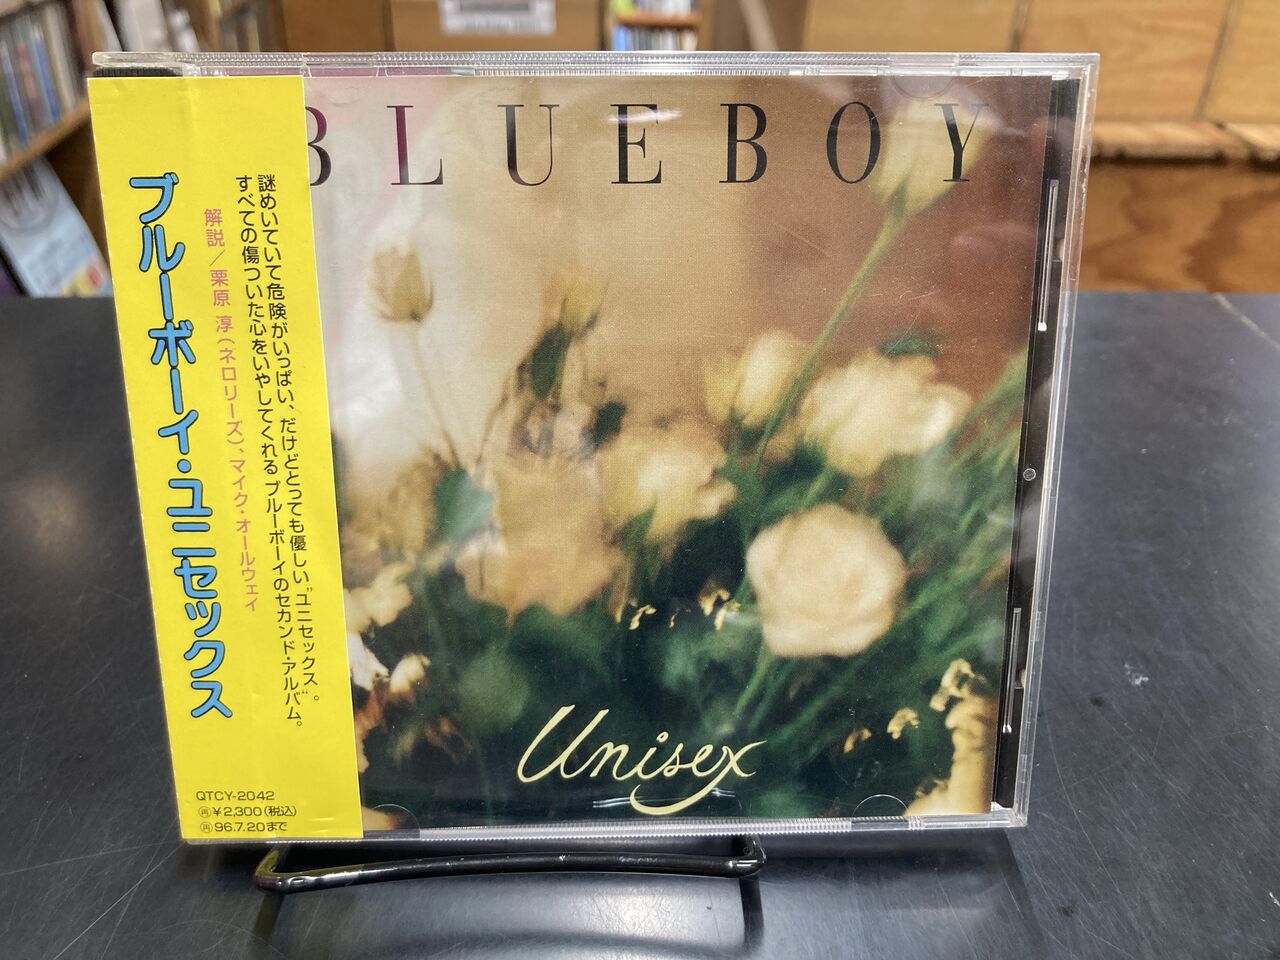 BLUEBOY
Unisex
謎めいていて危険がいっぱい、だけどとっても優しい“ユニセックス”。
すべての傷ついた心をいやしてくれるブルーボーイのセカンド・アルバム。
解説/栗原 淳(ネロリーズ)、マイク・オールウェイ
ブルーボーイ・ユニセックス
QTCY-2042
再¥2,300(税込)
再96.7.20まで